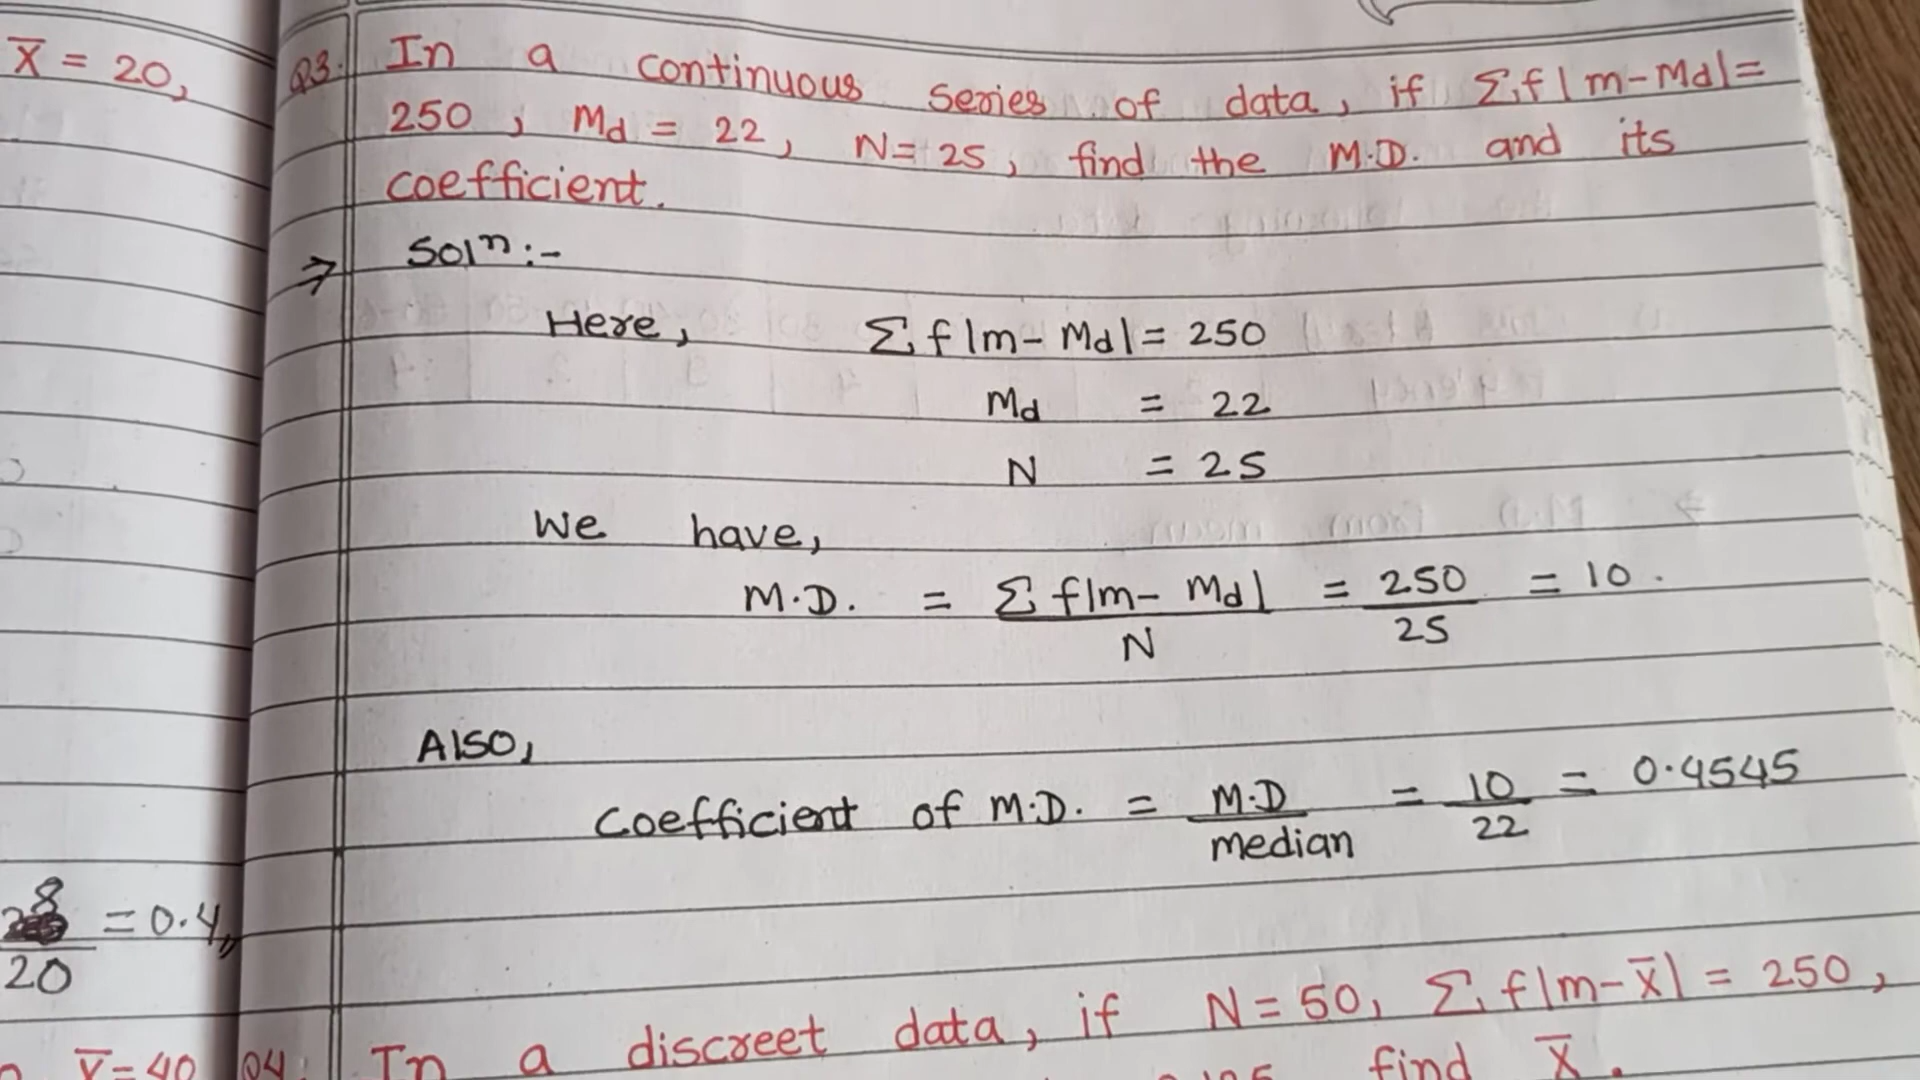 X̄ = 20,
8
20
= 0.4,,
X̄ = 40
Q3. In a continuous series of data, if Σf|m-Md|=
250, Md = 22, N= 25, find the M.D. and its
coefficient.
⇒ Solⁿ:-
Here, Σf|m- Md|= 250
Md = 22
N = 25
We have,
M.D. = Σf|m- Md| / N = 250 / 25 = 10.
Also,
Coefficient of M.D. = M.D / median = 10 / 22 = 0.4545
Q4. In a discreet data, if N = 50, Σf|m-X̄| = 250,
find X̄.